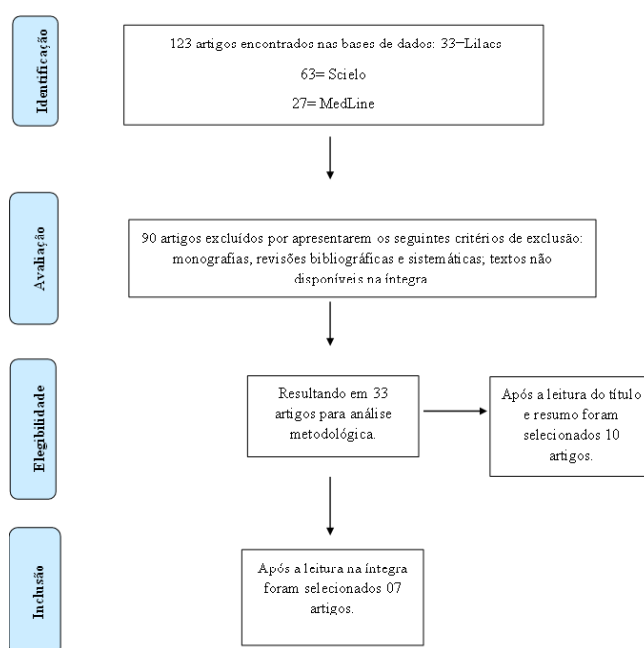 Identificação
123 artigos encontrados nas bases de dados: 33=Lilacs
63= Scielo
27= MedLine
Avaliação
90 artigos excluídos por apresentarem os seguintes critérios de exclusão:
monografias, revisões bibliográficas e sistemáticas; textos não
disponíveis na íntegra
Elegibilidade
Resultando em 33
artigos para análise
metodológica.
Após a leitura do título
e resumo foram
selecionados 10
artigos.
Inclusão
Após a leitura na íntegra
foram selecionados 07
artigos.